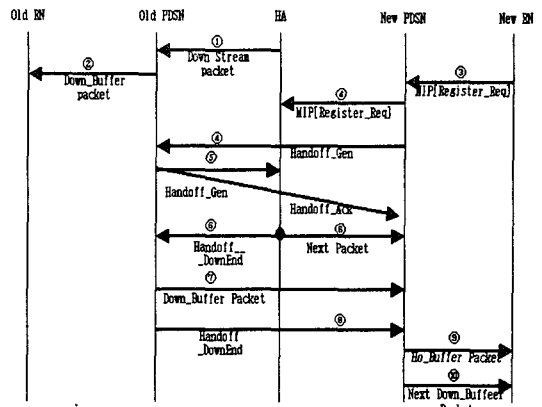 Old RN Old PDSN HA New PDSN New RN
①
Down Stream
packet
②
Down_Buffer
packet
③
MIP[Register_Req]
④
MIP[Register_Req]
④
Handoff_Gen
⑤
Handoff_Gen
Handoff_Ack
⑥
Handoff__
_DownEnd
⑥
Next Packet
⑦
Down_Buffer Packet
⑧
Handoff
_DownEnd
⑨
Ho_Buffer Packet
⑩
Next Down_Buffeer